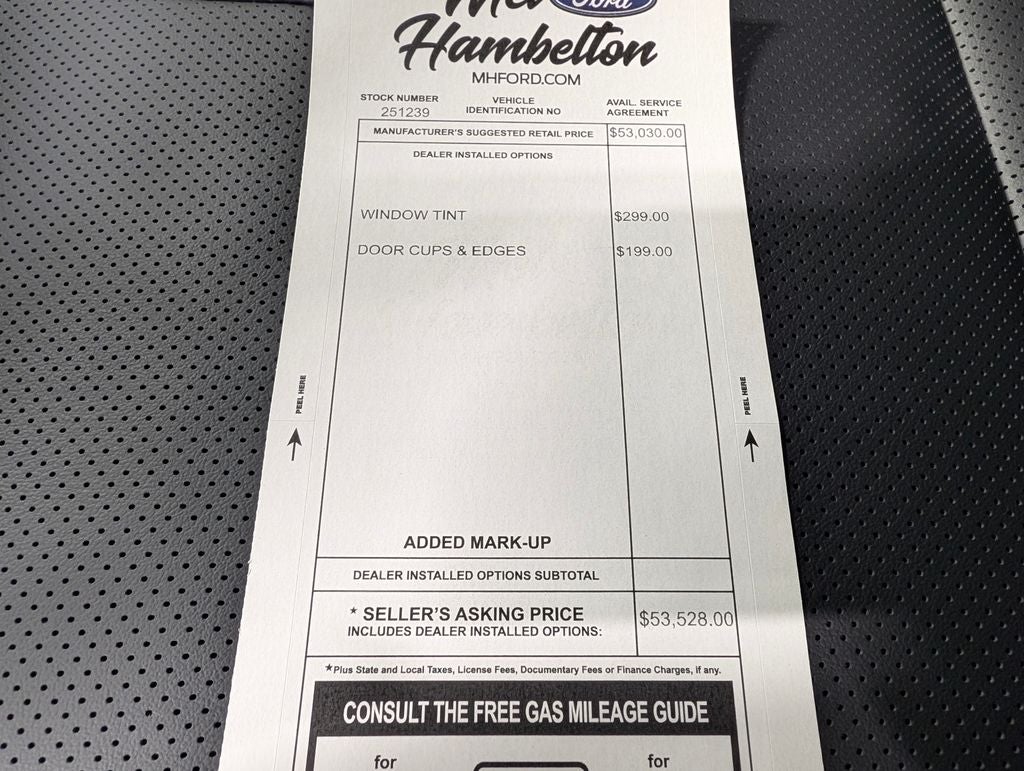 Mel Ford
Hambelton
MHFORD.COM
STOCK NUMBER VEHICLE IDENTIFICATION NO AVAIL. SERVICE AGREEMENT
251239
MANUFACTURER'S SUGGESTED RETAIL PRICE $53,030.00
DEALER INSTALLED OPTIONS
WINDOW TINT $299.00
DOOR CUPS & EDGES $199.00
PEEL HERE
PEEL HERE
ADDED MARK-UP
DEALER INSTALLED OPTIONS SUBTOTAL
* SELLER'S ASKING PRICE $53,528.00
INCLUDES DEALER INSTALLED OPTIONS:
★Plus State and Local Taxes, License Fees, Documentary Fees or Finance Charges, if any.
CONSULT THE FREE GAS MILEAGE GUIDE
for for